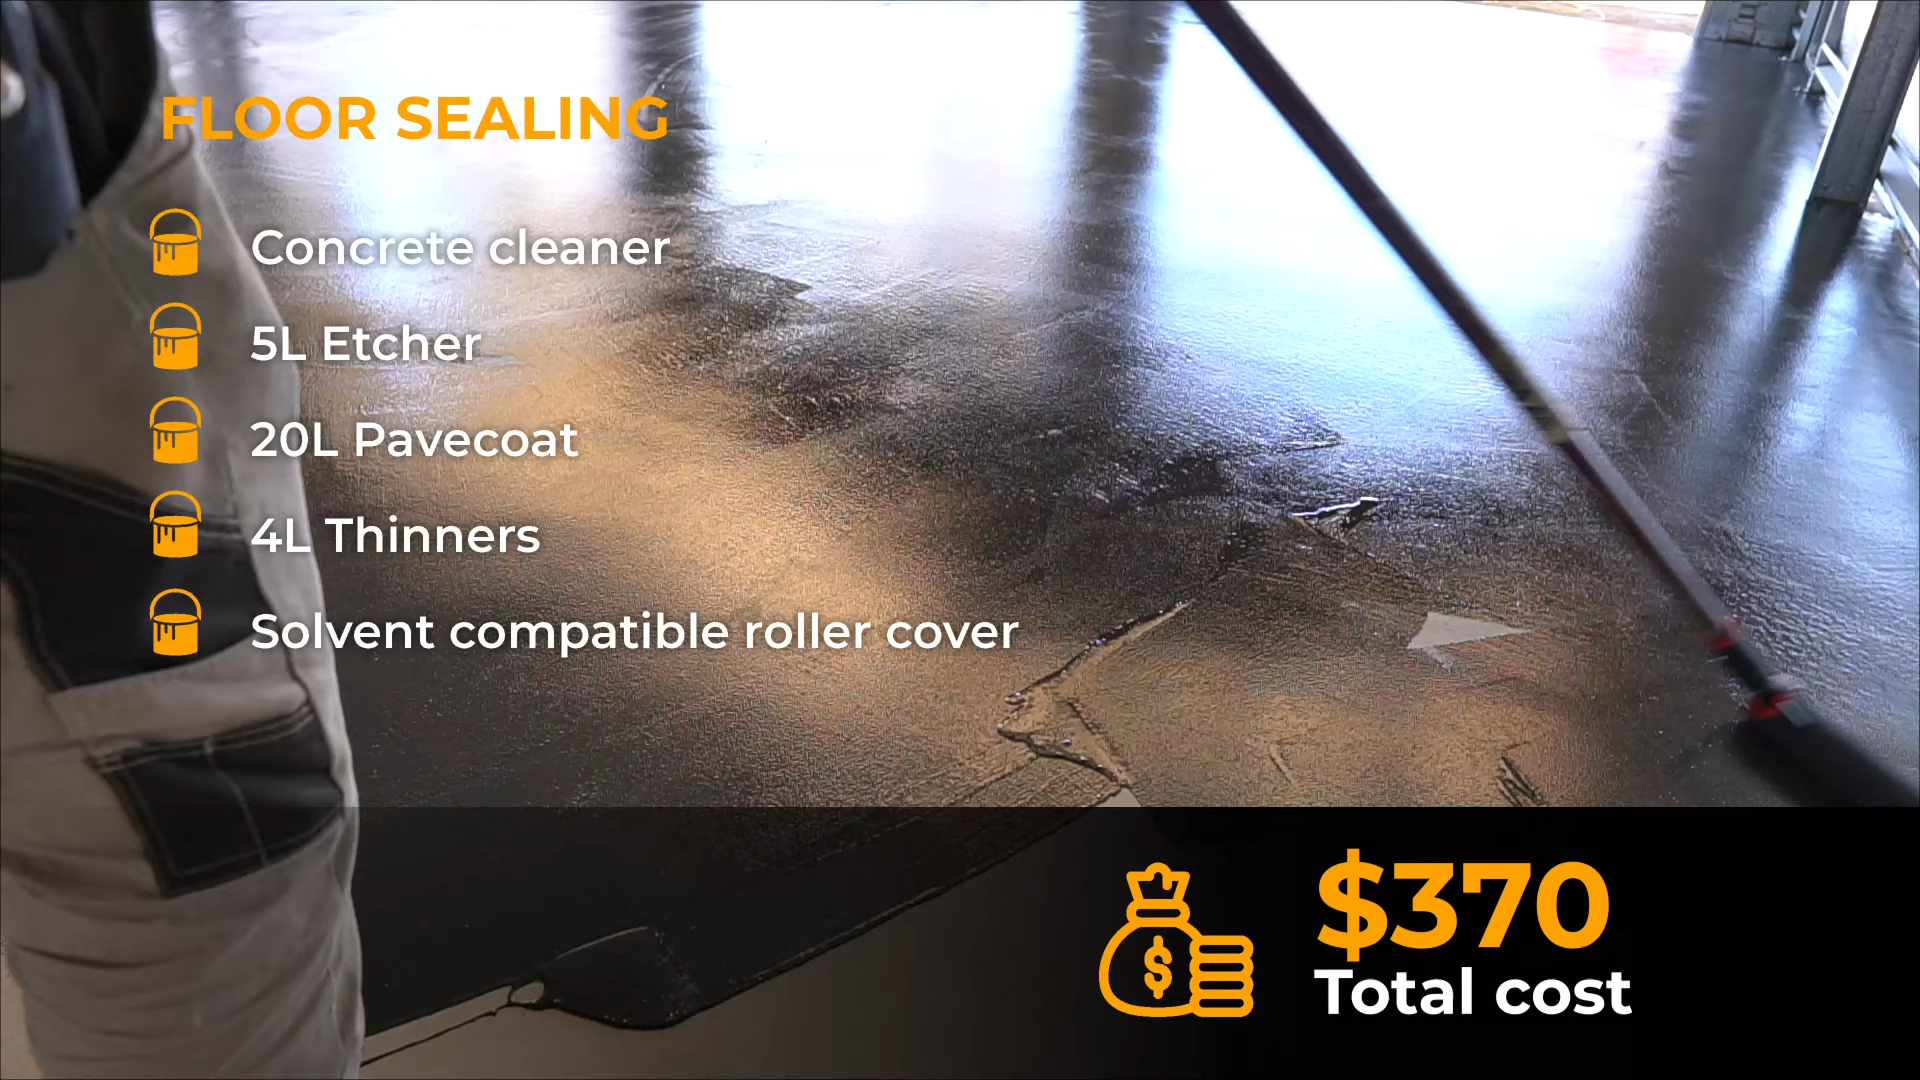 FLOOR SEALING
Concrete cleaner
5L Etcher
20L Pavecoat
4L Thinners
Solvent compatible roller cover
$370
Total cost